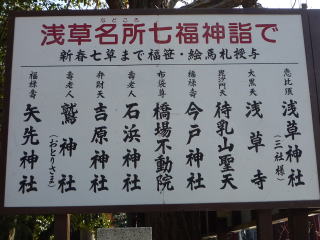 などころ
浅草名所七福神詣で
新春七草まで福笹・絵馬札授与
恵比須
浅草神社
(三社様)
大黒天
浅草寺
毘沙門天
待乳山聖天
福禄寿
今戸神社
布袋尊
橋場不動院
寿老人
石浜神社
弁財天
吉原神社
寿老人
鷲神社
(おとりさま)
福禄寿
矢先神社